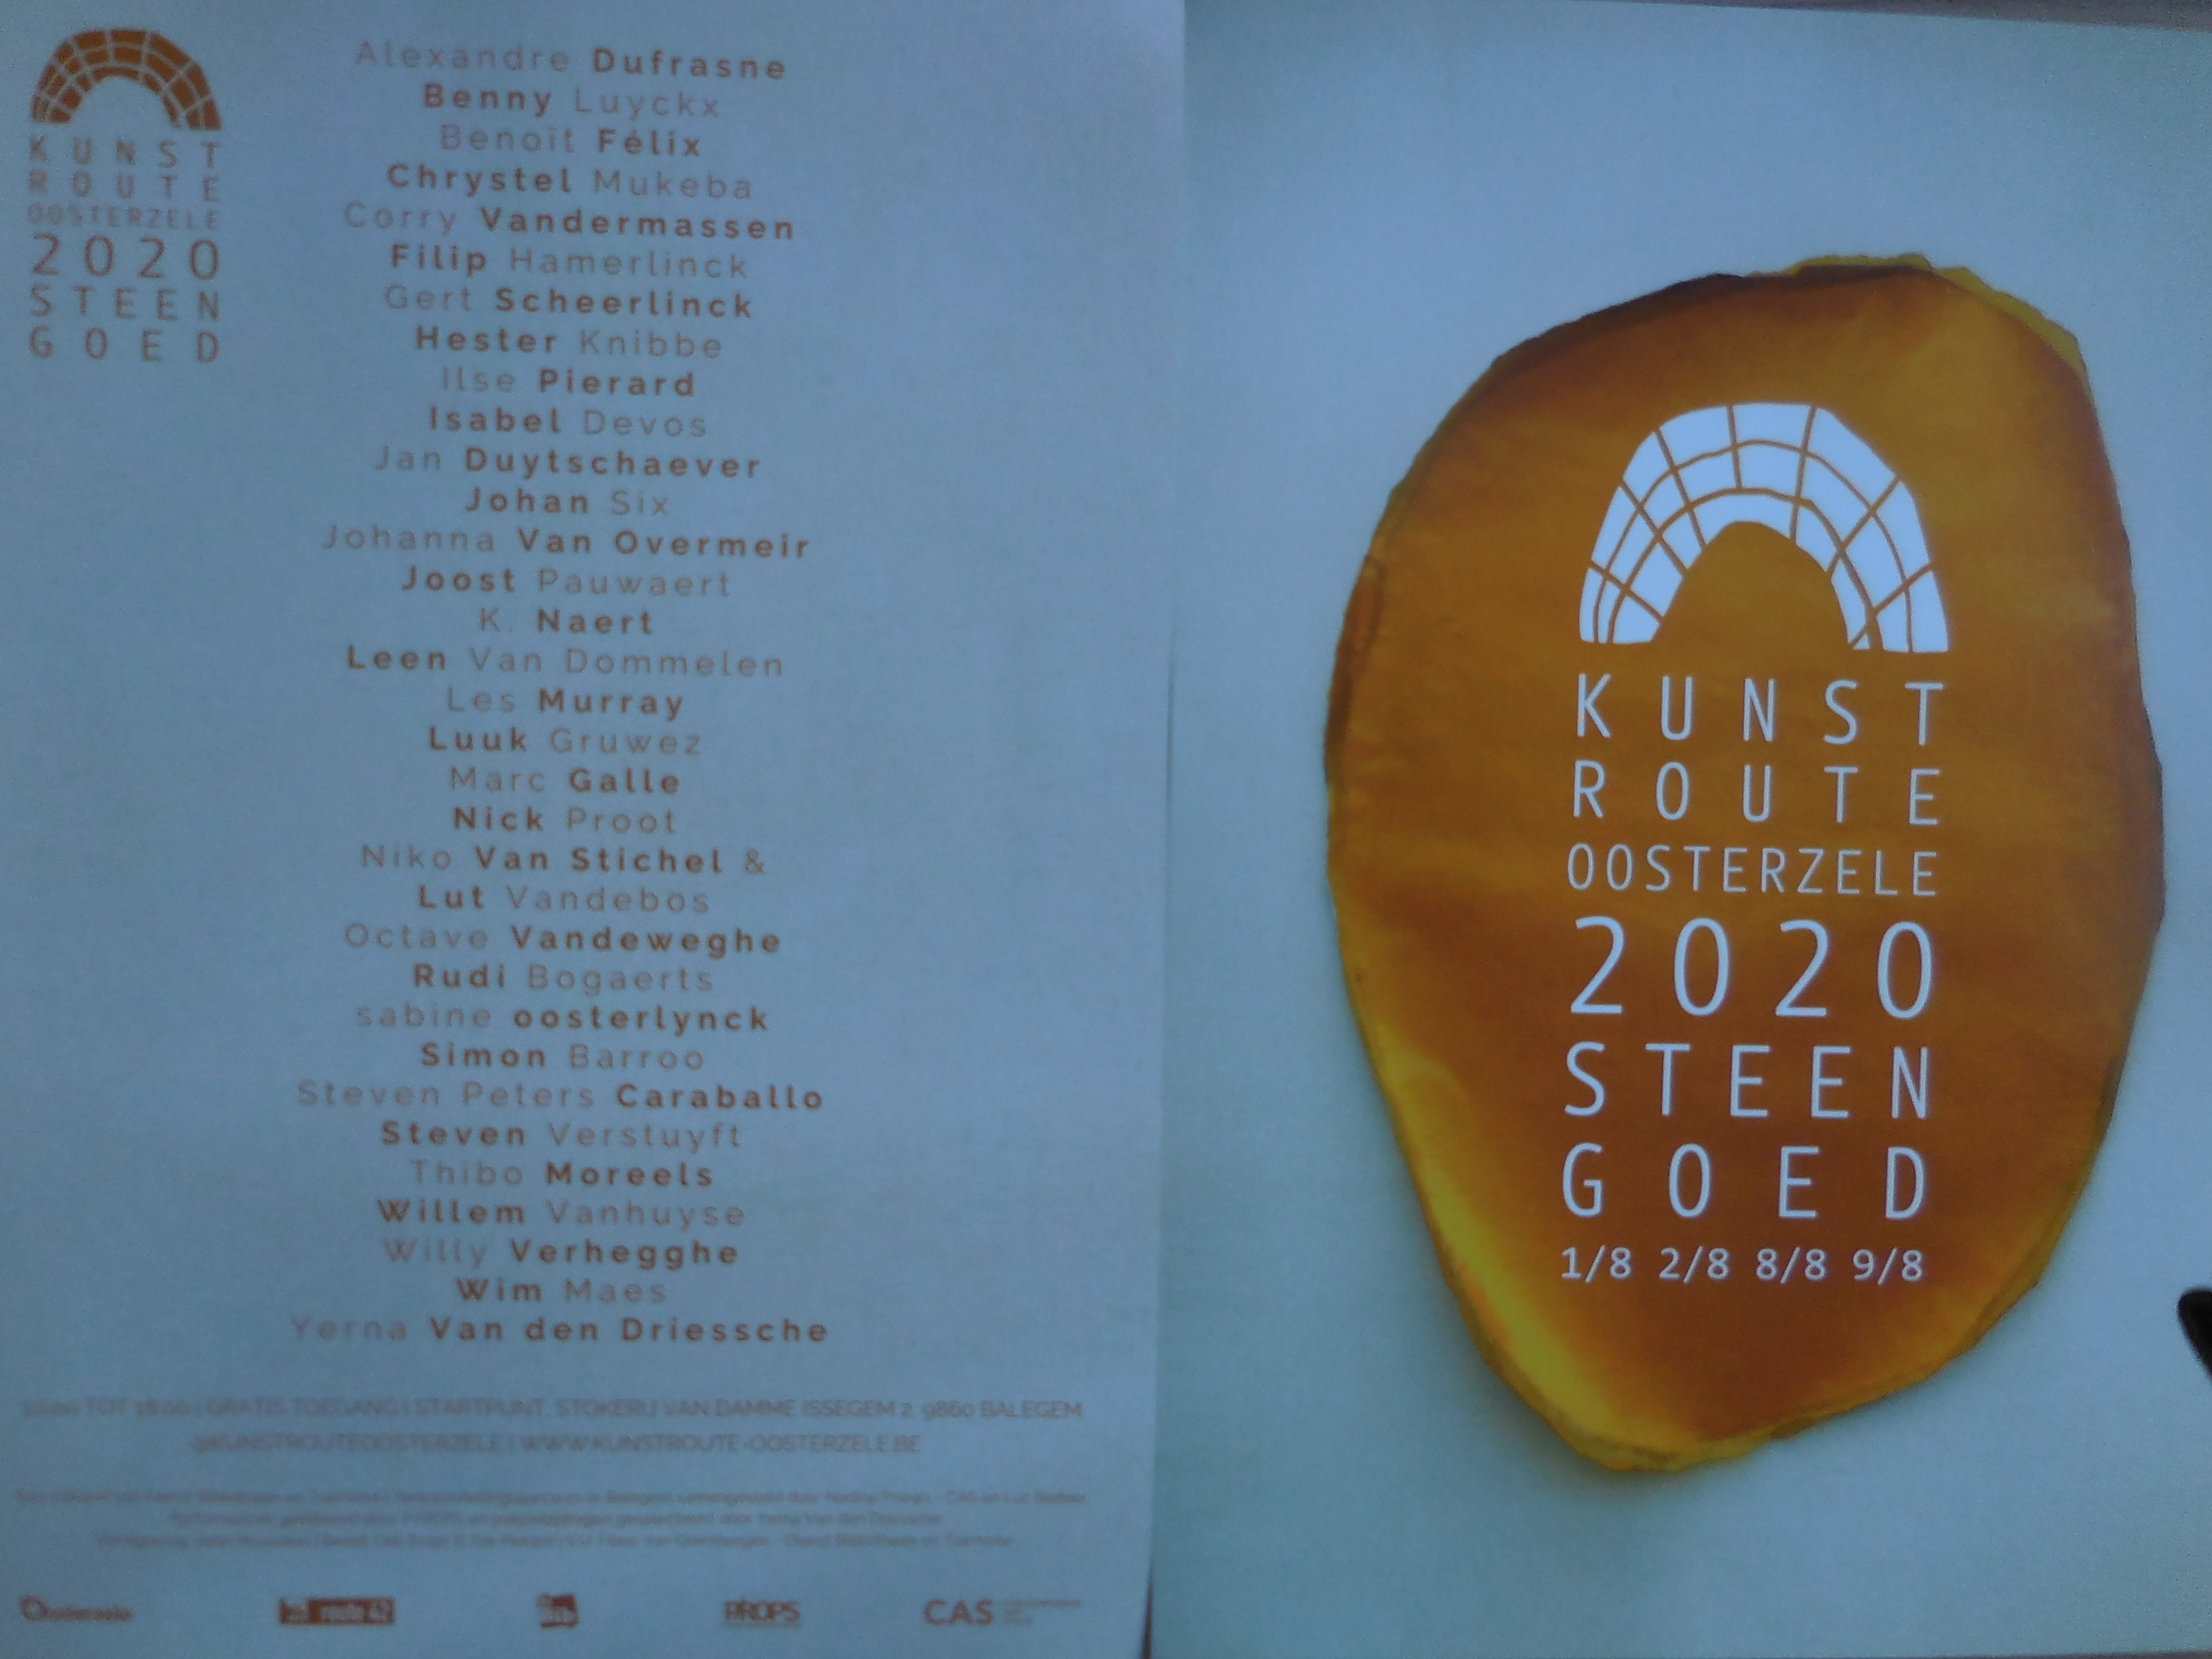 KUNST
ROUTE
OOSTERZELE
2020
STEEN
GOED
Alexandre Dufrasne
Benny Luyckx
Benoît Félix
Chrystel Mukeba
Corry Vandermassen
Filip Hamerlinck
Gert Scheerlinck
Hester Knibbe
Ilse Pierard
Isabel Devos
Jan Duytschaever
Johan Six
Johanna Van Overmeir
Joost Pauwaert
K. Naert
Leen Van Dommelen
Les Murray
Luuk Gruwez
Marc Galle
Nick Proot
Niko Van Stichel &
Lut Vandebos
Octave Vandeweghe
Rudi Bogaerts
sabine oosterlynck
Simon Barroo
Steven Peters Caraballo
Steven Verstuyft
Thibo Moreels
Willem Vanhuyse
Willy Verhegghe
Wim Maes
Yerna Van den Driessche
TOT 18:00 | GRATIS TOEGANG | STARTPUNT: STOKERIJ VAN DAMME ISSEGEM 2, 9860 BALEGEM
@KUNSTROUTEOOSTERZELE | WWW.KUNSTROUTE-OOSTERZELE.BE
Oosterzele
route 42
PROPS
CAS
KUNST
ROUTE
OOSTERZELE
2020
STEEN
GOED
1/8 2/8 8/8 9/8